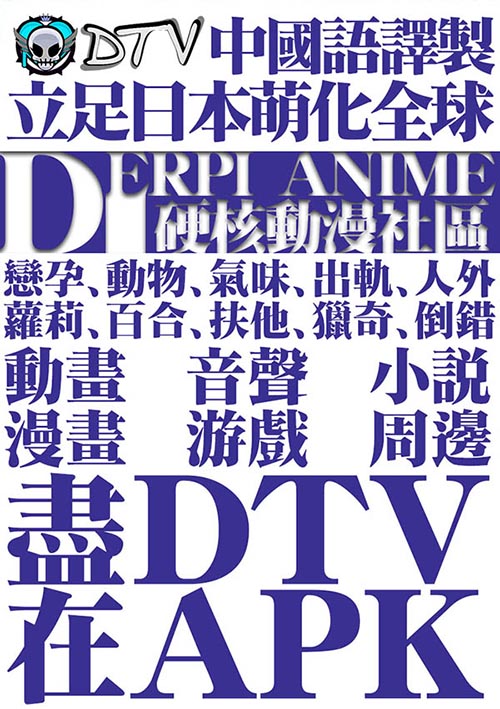 DTV 中國語譯製
立足日本萌化全球
DERPI ANIME
硬核動漫社區
戀孕、動物、氣味、出軌、人外
蘿莉、百合、扶他、獵奇、倒錯
動畫 音聲 小説
漫畫 游戲 周邊
盡DTV
在APK